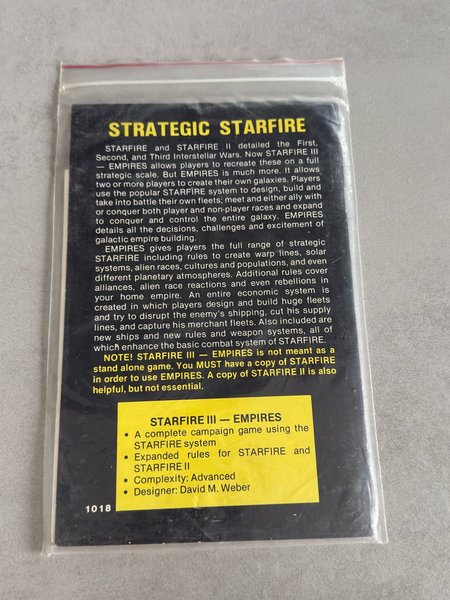 STRATEGIC STARFIRE
STARFIRE and STARFIRE II detailed the First,
Second, and Third Interstellar Wars. Now STARFIRE III
— EMPIRES allows players to recreate these on a full
strategic scale. But EMPIRES is much more. It allows
two or more players to create their own galaxies. Players
use the popular STARFIRE system to design, build and
take into battle their own fleets; meet and either ally with
or conquer both player and non-player races and expand
to conquer and control the entire galaxy. EMPIRES
details all the decisions, challenges and excitement of
galactic empire building.
EMPIRES gives players the full range of strategic
STARFIRE including rules to create warp lines, solar
systems, alien races, cultures and populations, and even
different planetary atmospheres. Additional rules cover
alliances, alien race reactions and even rebellions in
your home empire. An entire economic system is
created in which players design and build huge fleets
and try to disrupt the enemy's shipping, cut his supply
lines, and capture his merchant fleets. Also included are
new ships and new rules and weapon systems, all of
which enhance the basic combat system of STARFIRE.
NOTE! STARFIRE III — EMPIRES is not meant as a
stand alone game. You MUST have a copy of STARFIRE
in order to use EMPIRES. A copy of STARFIRE II is also
helpful, but not essential.
STARFIRE III — EMPIRES
• A complete campaign game using the
STARFIRE system
• Expanded rules for STARFIRE and
STARFIRE II
• Complexity: Advanced
• Designer: David M. Weber
1018